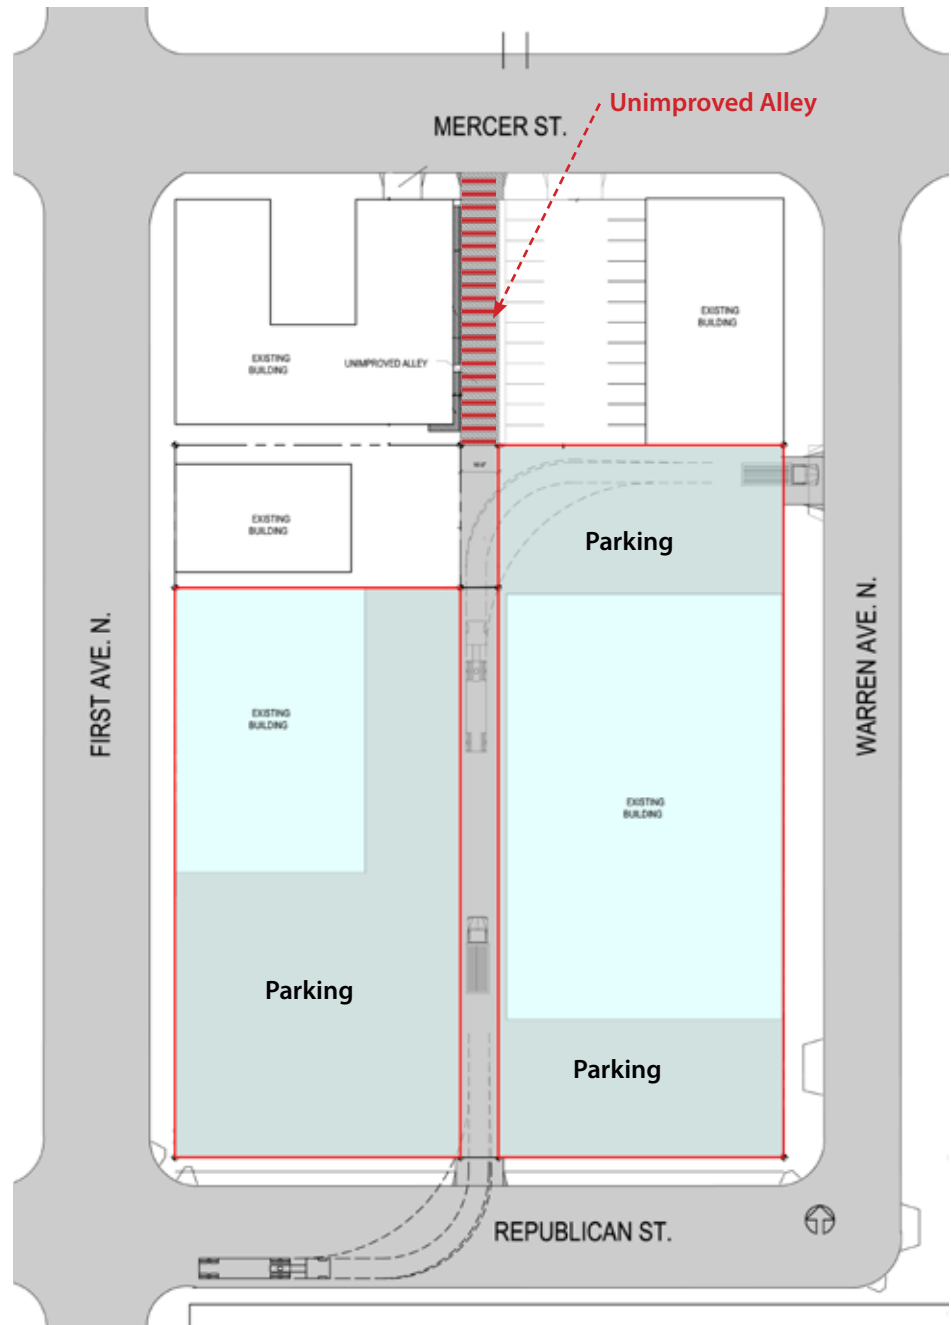 Unimproved Alley
MERCER ST.
EXISTING
BUILDING
EXISTING
BUILDING
UNIMPROVED ALLEY
EXISTING
BUILDING
Parking
FIRST AVE. N.
WARREN AVE. N.
EXISTING
BUILDING
EXISTING
BUILDING
Parking
Parking
REPUBLICAN ST.